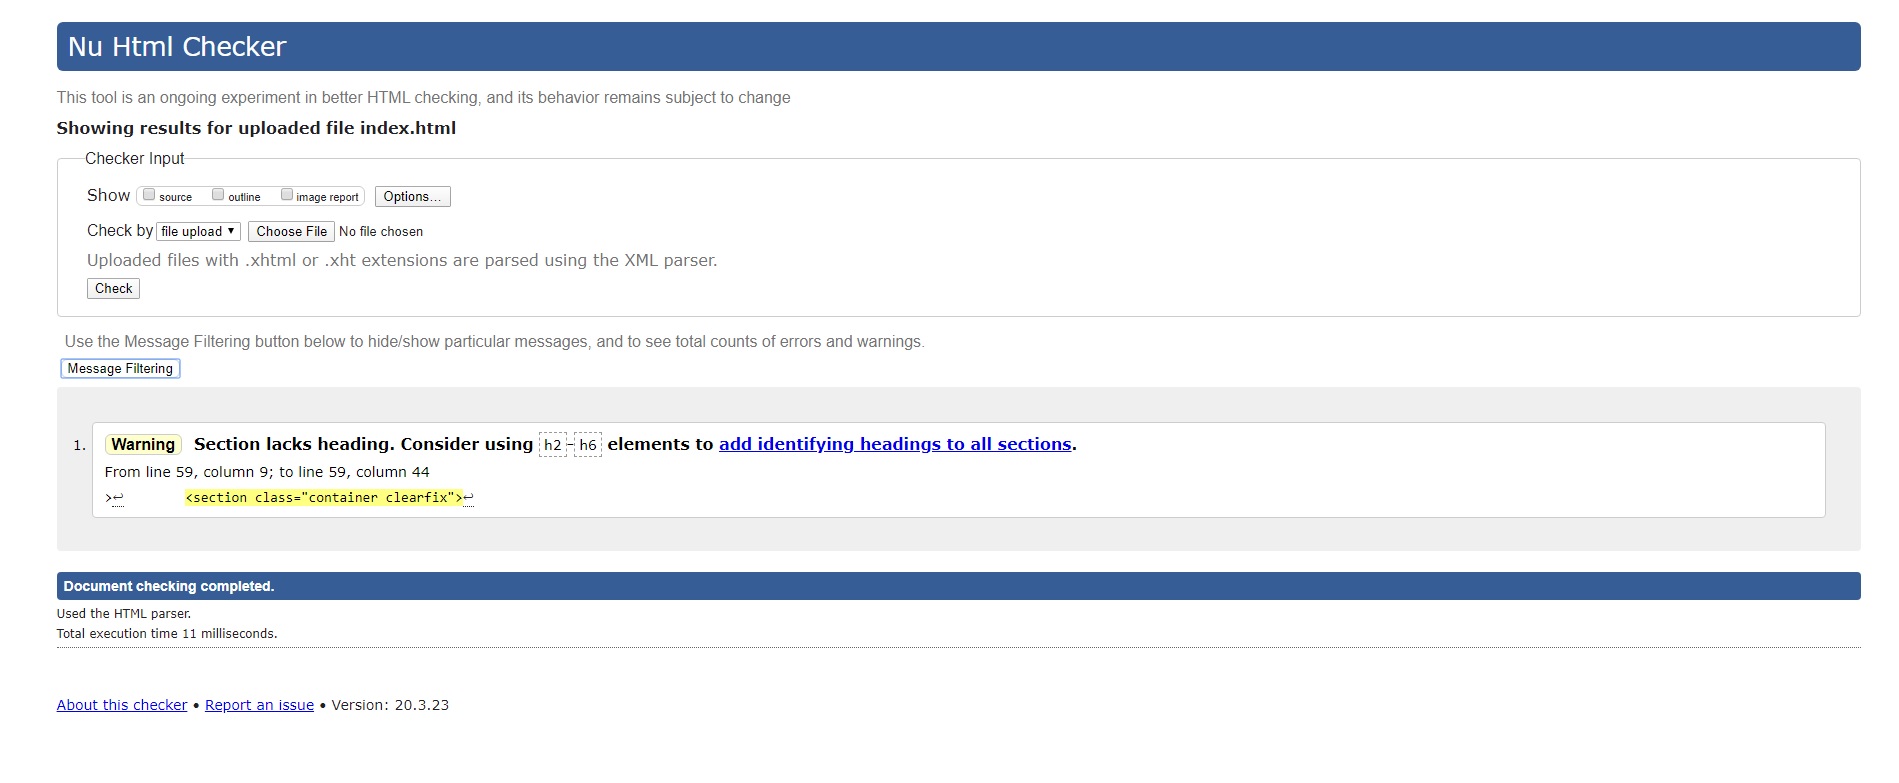 Nu Html Checker
This tool is an ongoing experiment in better HTML checking, and its behavior remains subject to change
Showing results for uploaded file index.html
Checker Input
Show source outline image report Options...
Check by file upload ▼ Choose File No file chosen
Uploaded files with .xhtml or .xht extensions are parsed using the XML parser.
Check
Use the Message Filtering button below to hide/show particular messages, and to see total counts of errors and warnings.
Message Filtering
1. Warning Section lacks heading. Consider using h2-h6 elements to add identifying headings to all sections.
From line 59, column 9; to line 59, column 44
>↩ <section class="container clearfix">↩
Document checking completed.
Used the HTML parser.
Total execution time 11 milliseconds.
About this checker • Report an issue • Version: 20.3.23